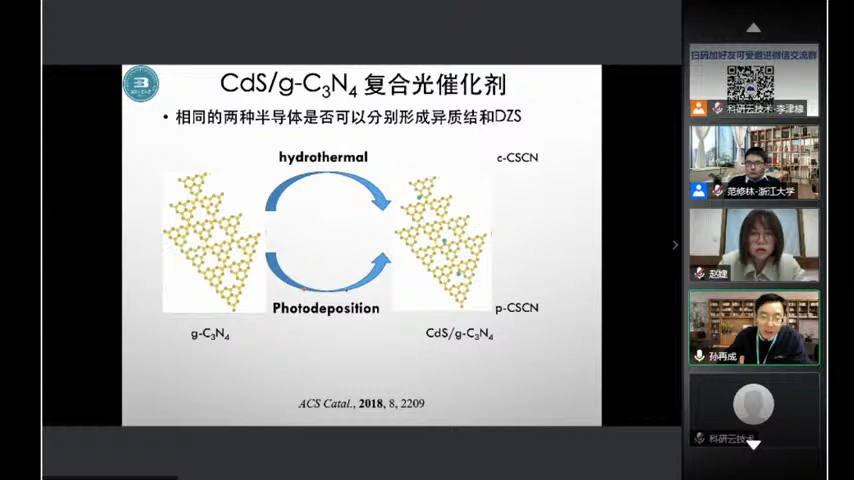 CdS/g-C₃N₄ 复合光催化剂
• 相同的两种半导体是否可以分别形成异质结和DZS
hydrothermal
c-CSCN
Photodeposition
p-CSCN
g-C₃N₄
CdS/g-C₃N₄
ACS Catal., 2018, 8, 2209
扫码加好友可受邀进微信交流群
科研云技术-李津緣
范修林-浙江大学
赵婕
孙再成
科研云技术